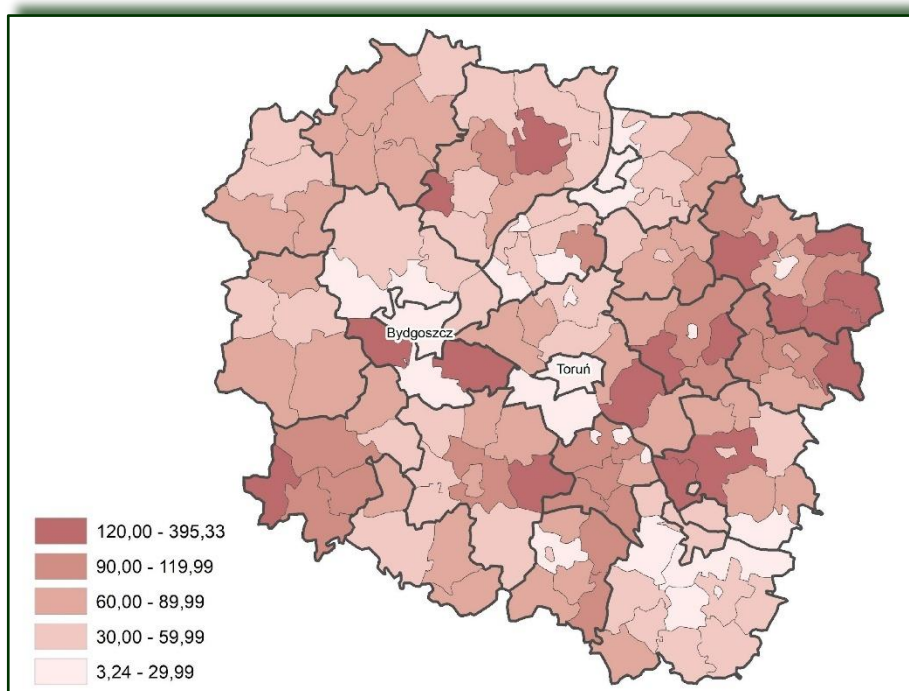 Bydgoszcz
Toruń
120,00 - 395,33
90,00 - 119,99
60,00 - 89,99
30,00 - 59,99
3,24 - 29,99